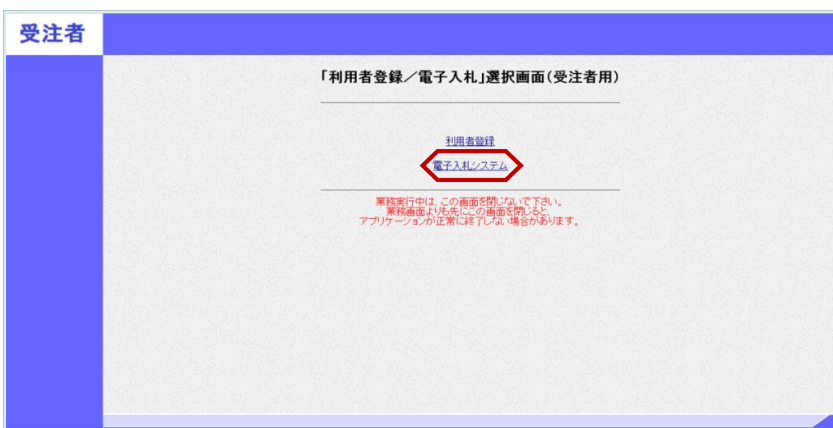 受注者
「利用者登録／電子入札」選択画面(受注者用)
利用者登録
電子入札システム
業務実行中は、この画面を閉じないで下さい。
業務画面よりも先にこの画面を閉じると、
アプリケーションが正常に終了しない場合があります。